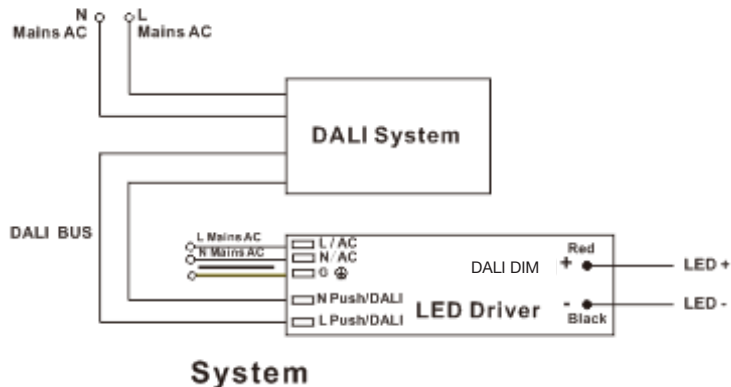 N
Mains AC
L
Mains AC
DALI System
DALI BUS
L Mains AC
N Mains AC
L / AC
N/AC
G
N Push/DALI
L Push/DALI
DALI DIM
LED Driver
Red
+
-
Black
LED +
LED -
System